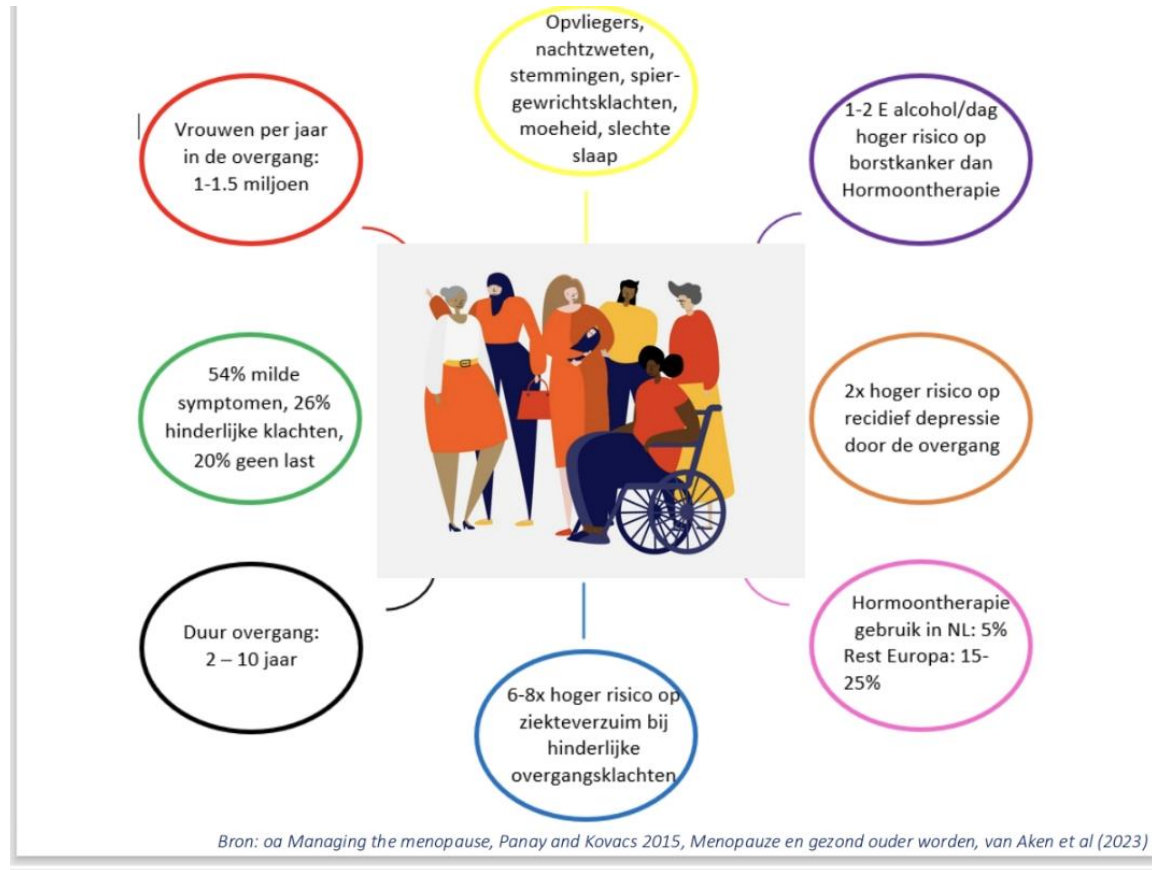 Opvliegers,
nachtzweten,
stemmingen, spier-
gewrichtsklachten,
moeheid, slechte
slaap
Vrouwen per jaar
in de overgang:
1-1.5 miljoen
1-2 E alcohol/dag
hoger risico op
borstkanker dan
Hormoontherapie
54% milde
symptomen, 26%
hinderlijke klachten,
20% geen last
2x hoger risico op
recidief depressie
door de overgang
Duur overgang:
2 – 10 jaar
Hormoontherapie
gebruik in NL: 5%
Rest Europa: 15-
25%
6-8x hoger risico op
ziekteverzuim bij
hinderlijke
overgangsklachten
Bron: oa Managing the menopause, Panay and Kovacs 2015, Menopauze en gezond ouder worden, van Aken et al (2023)